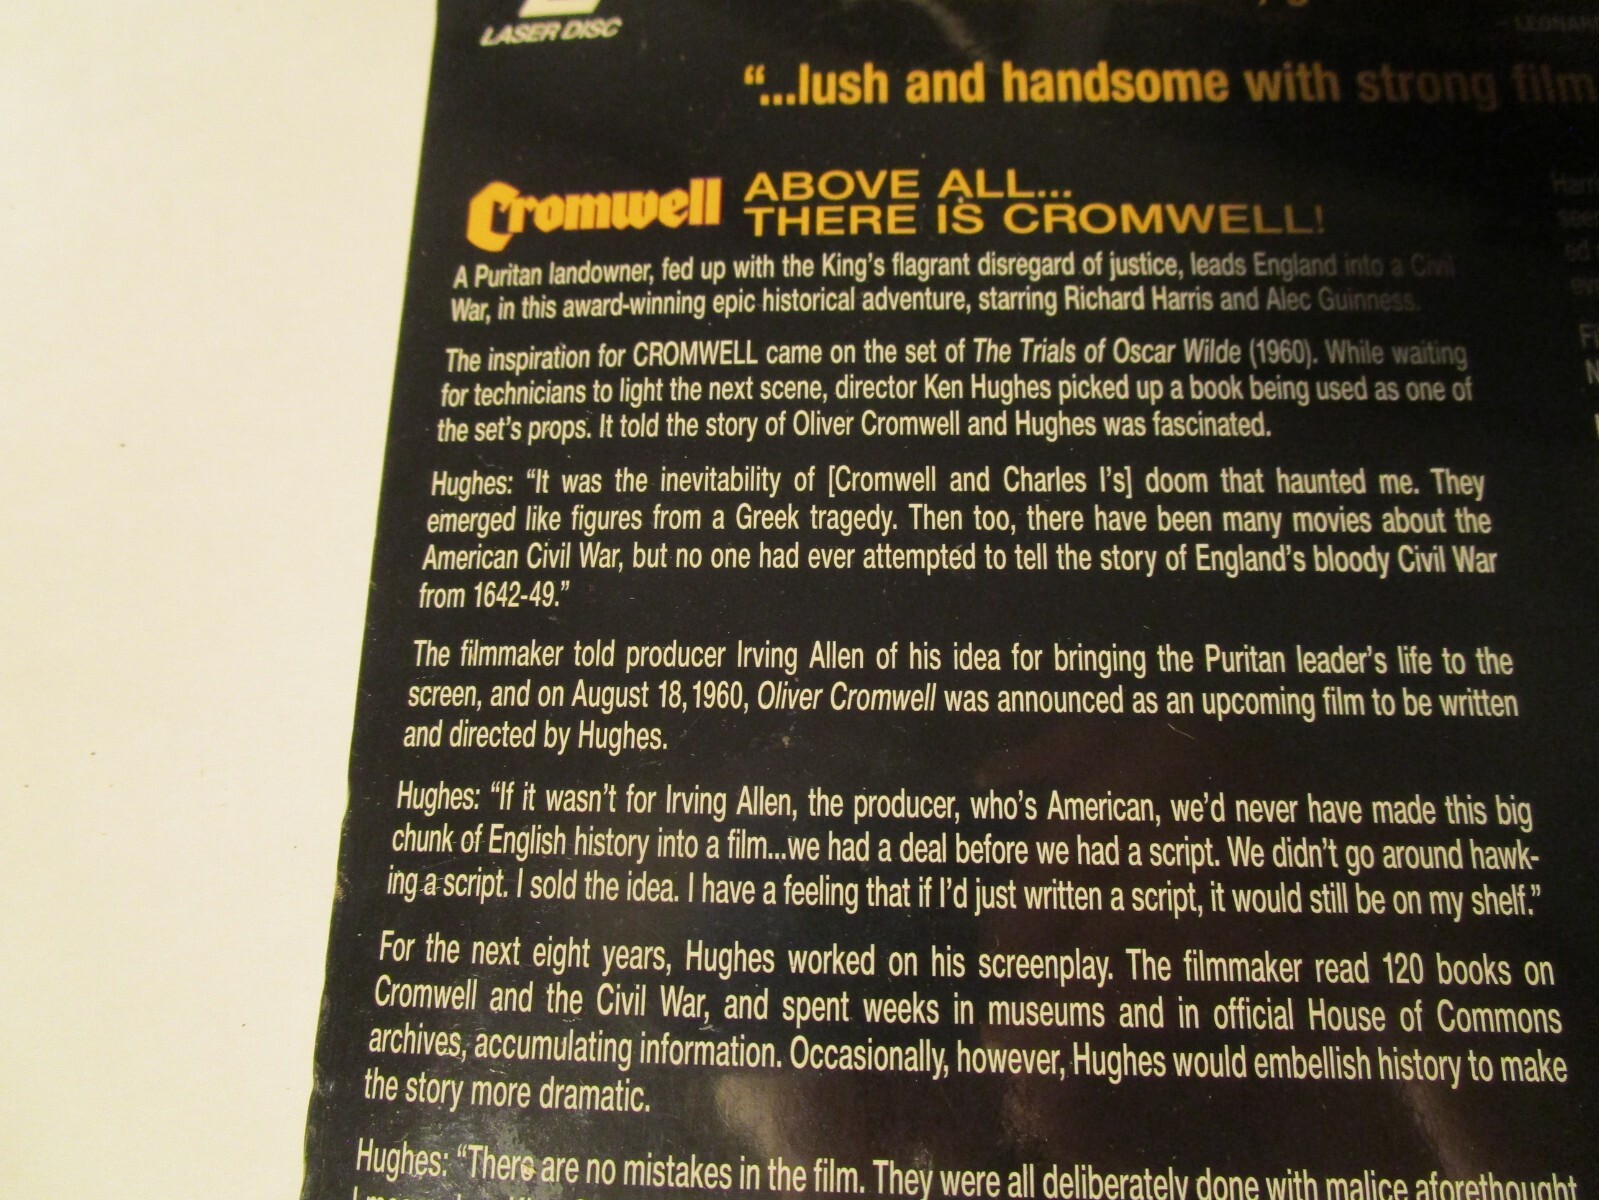 LASER DISC
- LEONAR
"...lush and handsome with strong film
Cromwell ABOVE ALL...
THERE IS CROMWELL!
A Puritan landowner, fed up with the King's flagrant disregard of justice, leads England into a Civil
War, in this award-winning epic historical adventure, starring Richard Harris and Alec Guinness.
The inspiration for CROMWELL came on the set of The Trials of Oscar Wilde (1960). While waiting
for technicians to light the next scene, director Ken Hughes picked up a book being used as one of
the set's props. It told the story of Oliver Cromwell and Hughes was fascinated.
Hughes: "It was the inevitability of [Cromwell and Charles I's] doom that haunted me. They
emerged like figures from a Greek tragedy. Then too, there have been many movies about the
American Civil War, but no one had ever attempted to tell the story of England's bloody Civil War
from 1642-49."
The filmmaker told producer Irving Allen of his idea for bringing the Puritan leader's life to the
screen, and on August 18, 1960, Oliver Cromwell was announced as an upcoming film to be written
and directed by Hughes.
Hughes: "If it wasn't for Irving Allen, the producer, who's American, we'd never have made this big
chunk of English history into a film...we had a deal before we had a script. We didn't go around hawk-
ing a script. I sold the idea. I have a feeling that if I'd just written a script, it would still be on my shelf."
For the next eight years, Hughes worked on his screenplay. The filmmaker read 120 books on
Cromwell and the Civil War, and spent weeks in museums and in official House of Commons
archives, accumulating information. Occasionally, however, Hughes would embellish history to make
the story more dramatic.
Hughes: "There are no mistakes in the film. They were all deliberately done with malice aforethought